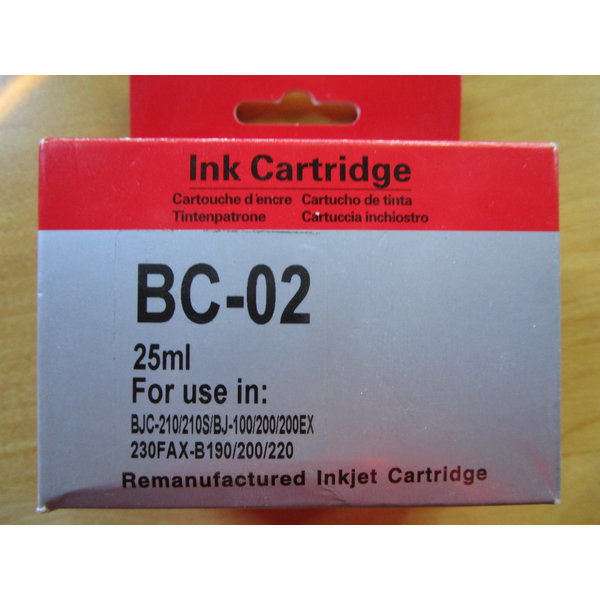 Ink Cartridge
Cartouche d'encre Cartucho de tinta
Tintenpatrone Cartuccia inchiostro
BC-02
25ml
For use in:
BJC-210/210S/BJ-100/200/200EX
230FAX-B190/200/220
Remanufactured Inkjet Cartridge